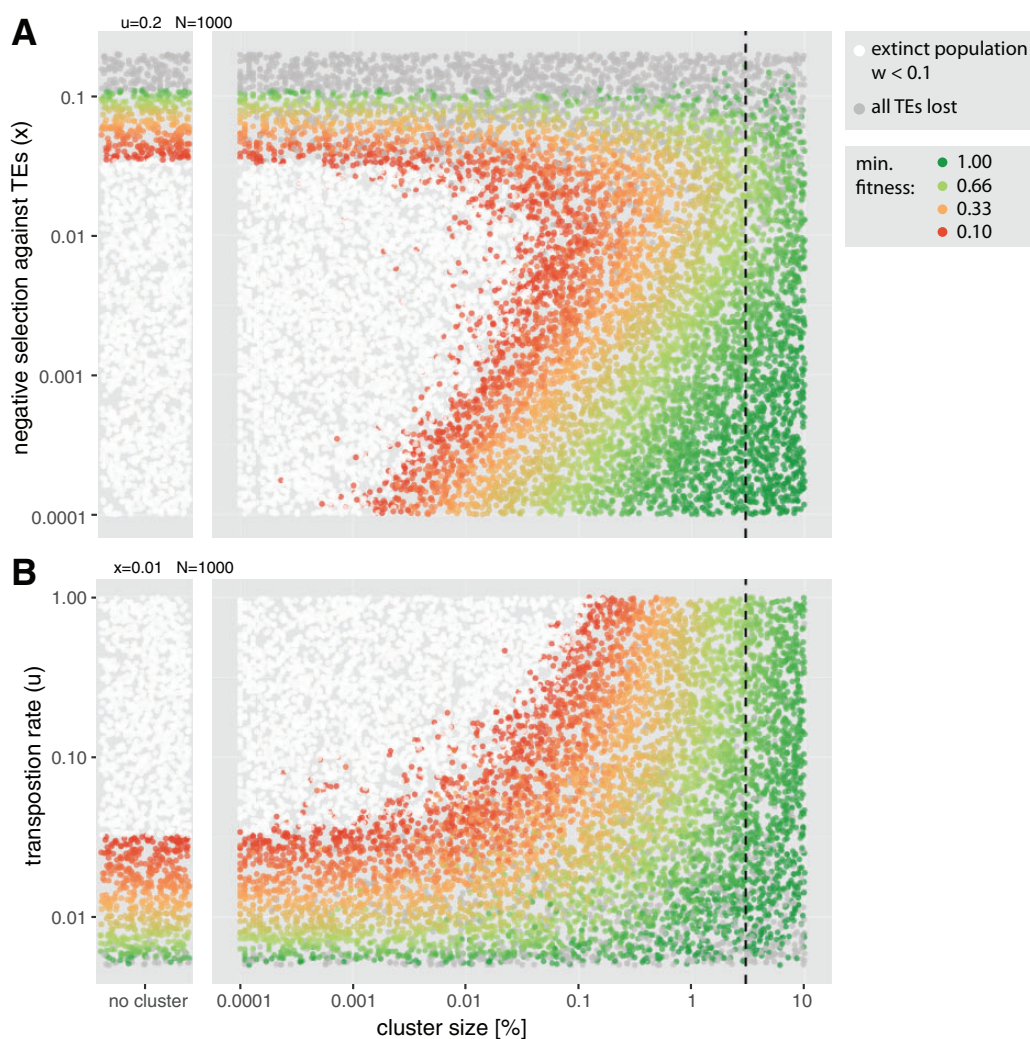 A
u=0.2 N=1000
extinct population
w < 0.1
all TEs lost
min.
fitness:
1.00
0.66
0.33
0.10
negative selection against TEs (x)
0.1
0.01
0.001
0.0001
B
x=0.01 N=1000
transpostion rate (u)
1.00
0.10
0.01
no cluster
0.0001
0.001
0.01
0.1
1
10
cluster size [%]